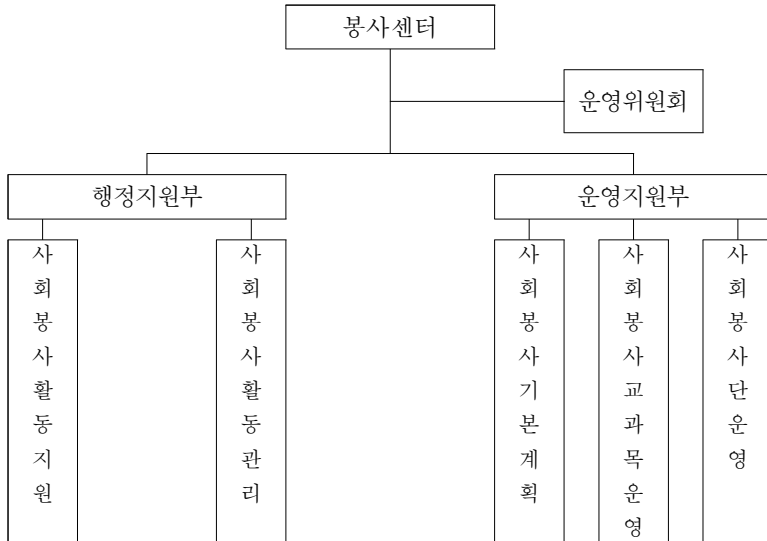 봉사센터
운영위원회
행정지원부
운영지원부
사회봉사활동지원
사회봉사활동관리
사회봉사기본계획
사회봉사교과목운영
사회봉사단운영